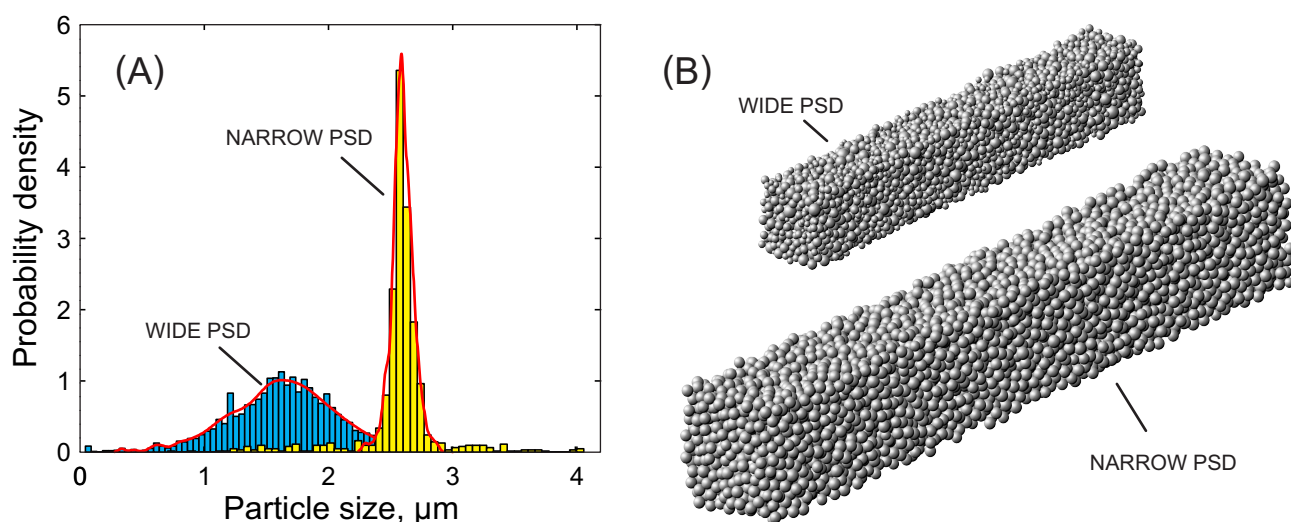 (A)
6
5
4
3
2
1
0
Probability density
NARROW PSD
WIDE PSD
0 1 2 3 4
Particle size, μm
(B)
WIDE PSD
NARROW PSD